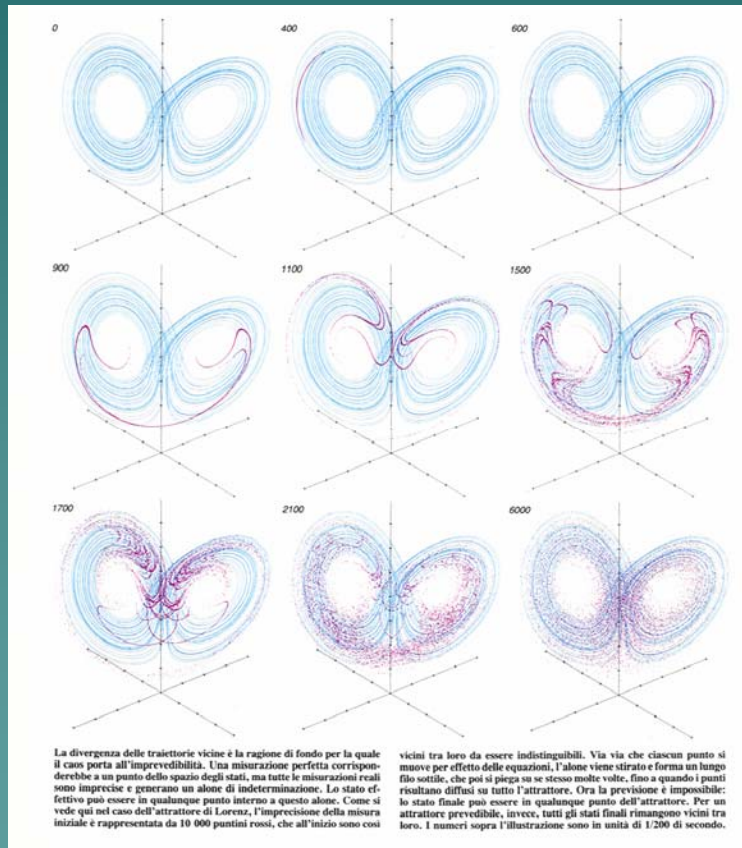 0
400
600
900
1100
1500
1700
2100
6000
La divergenza delle traiettorie vicine è la ragione di fondo per la quale
il caos porta all'imprevedibilità. Una misurazione perfetta corrispon-
derebbe a un punto dello spazio degli stati, ma tutte le misurazioni reali
sono imprecise e generano un alone di indeterminazione. Lo stato ef-
fettivo può essere in qualunque punto interno a questo alone. Come si
vede qui nel caso dell'attrattore di Lorenz, l'imprecisione della misura
iniziale è rappresentata da 10 000 puntini rossi, che all'inizio sono così
vicini tra loro da essere indistinguibili. Via via che ciascun punto si
muove per effetto delle equazioni, l'alone viene stirato e forma un lungo
filo sottile, che poi si piega su se stesso molte volte, fino a quando i punti
risultano diffusi su tutto l'attrattore. Ora la previsione è impossibile:
lo stato finale può essere in qualunque punto dell'attrattore. Per un
attrattore prevedibile, invece, tutti gli stati finali rimangono vicini tra
loro. I numeri sopra l'illustrazione sono in unità di 1/200 di secondo.